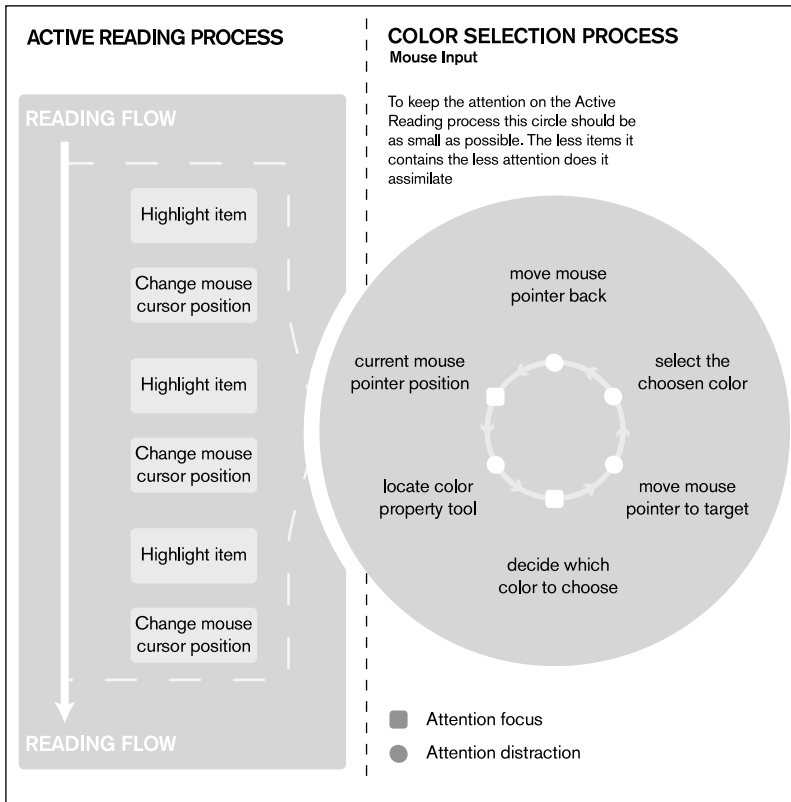 ACTIVE READING PROCESS
READING FLOW
Highlight item
Change mouse
cursor position
Highlight item
Change mouse
cursor position
Highlight item
Change mouse
cursor position
READING FLOW
COLOR SELECTION PROCESS
Mouse Input
To keep the attention on the Active
Reading process this circle should be
as small as possible. The less items it
contains the less attention does it
assimilate
move mouse
pointer back
current mouse
pointer position
select the
choosen color
locate color
property tool
move mouse
pointer to target
decide which
color to choose
Attention focus
Attention distraction